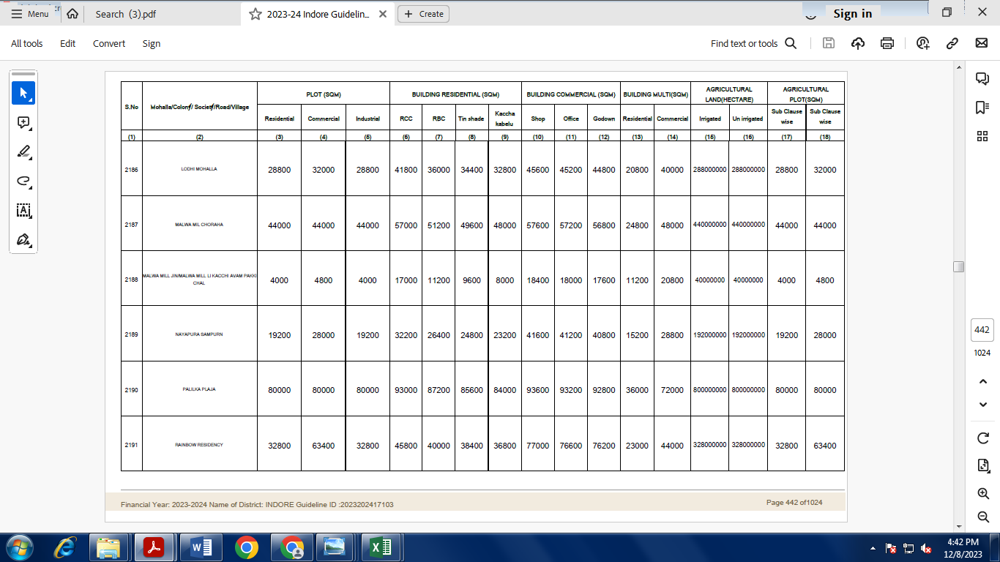 Menu
Search (3).pdf
2023-24 Indore Guidelin...
Create
Sign in
All tools Edit Convert Sign
Find text or tools
S.No Mohalla/Colony/ Society/Road/Village PLOT (SQM) BUILDING RESIDENTIAL (SQM) BUILDING COMMERCIAL (SQM) BUILDING MULTI(SQM) AGRICULTURAL LAND(HECTARE) AGRICULTURAL PLOT(SQM)
Residential Commercial Industrial RCC RBC Tin shade Kaccha kabelu Shop Office Godown Residential Commercial Irrigated Un irrigated Sub Clause wise Sub Clause wise
(1) (2) (3) (4) (5) (6) (7) (8) (9) (10) (11) (12) (13) (14) (15) (16) (17) (18)
2186 LODHI MOHALLA 28800 32000 28800 41800 36000 34400 32800 45600 45200 44800 20800 40000 288000000 288000000 28800 32000
2187 MALWA MIL CHORAHA 44000 44000 44000 57000 51200 49600 48000 57600 57200 56800 24800 48000 440000000 440000000 44000 44000
2188 MALWA MILL JIN/MALWA MILL LI KACCHI AVAM PAKKI CHAL 4000 4800 4000 17000 11200 9600 8000 18400 18000 17600 11200 20800 40000000 40000000 4000 4800
2189 NAYAPURA SAMPURN 19200 28000 19200 32200 26400 24800 23200 41600 41200 40800 15200 28800 192000000 192000000 19200 28000
2190 PALILKA PLAJA 80000 80000 80000 93000 87200 85600 84000 93600 93200 92800 36000 72000 800000000 800000000 80000 80000
2191 RAINBOW RESIDENCY 32800 63400 32800 45800 40000 38400 36800 77000 76600 76200 23000 44000 328000000 328000000 32800 63400
Financial Year: 2023-2024 Name of District: INDORE Guideline ID :2023202417103
Page 442 of1024
442
1024
4:42 PM
12/8/2023